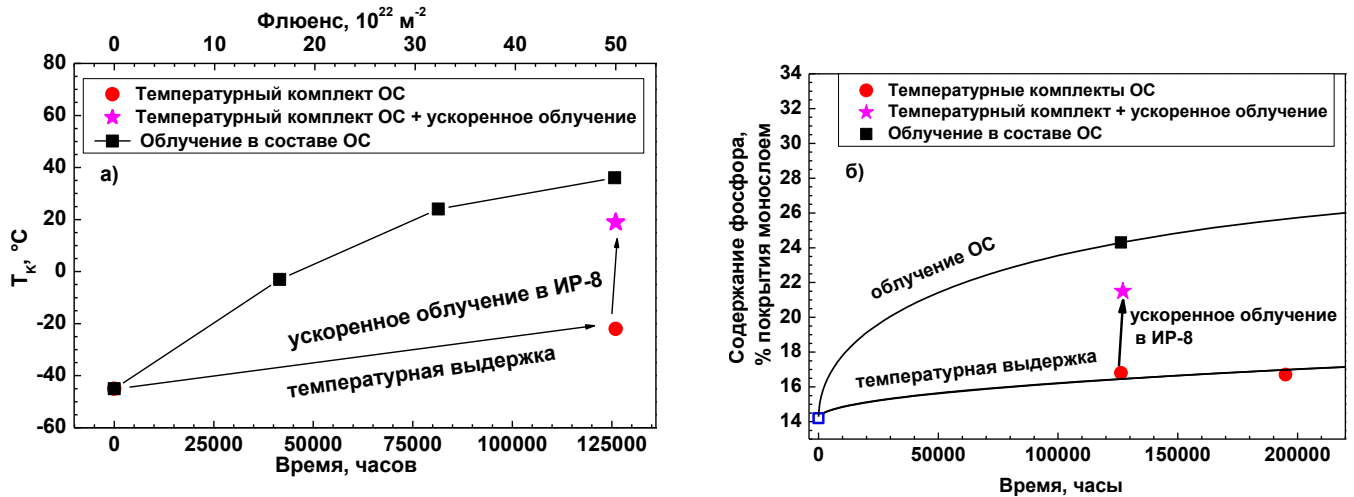 Флюенс, 10²² м⁻²
0 10 20 30 40 50
80
60
40
20
0
-20
-40
-60
T_K, °C
Температурный комплект ОС
Температурный комплект ОС + ускоренное облучение
Облучение в составе ОС
а)
ускоренное облучение в ИР-8
температурная выдержка
0 25000 50000 75000 100000 125000
Время, часов
34
32
30
28
26
24
22
20
18
16
14
Содержание фосфора,
% покрытия монослоем
Температурные комплекты ОС
Температурный комплект + ускоренное облучение
Облучение в составе ОС
б)
облучение ОС
ускоренное облучение
в ИР-8
температурная выдержка
0 50000 100000 150000 200000
Время, часы